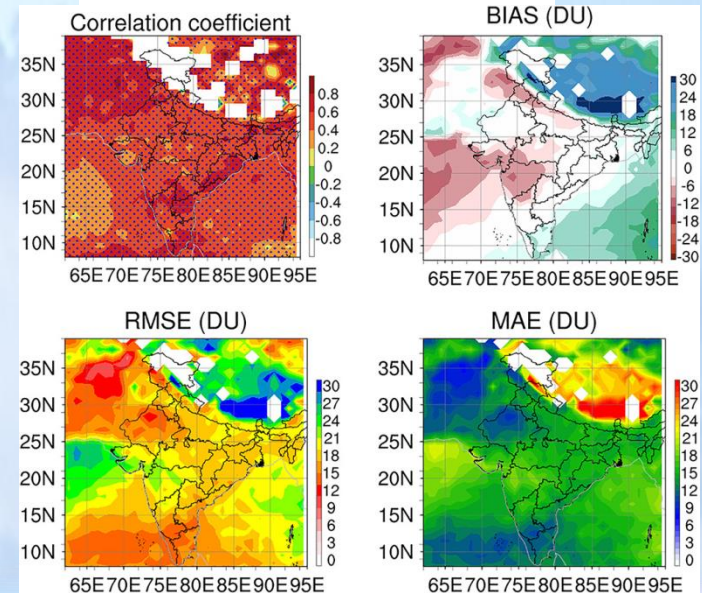 Correlation coefficient
35N
30N
25N
20N
15N
10N
65E 70E 75E 80E 85E 90E 95E
0.8
0.6
0.4
0.2
0
-0.2
-0.4
-0.6
-0.8
BIAS (DU)
35N
30N
25N
20N
15N
10N
65E 70E 75E 80E 85E 90E 95E
30
24
18
12
6
0
-6
-12
-18
-24
-30
RMSE (DU)
35N
30N
25N
20N
15N
10N
65E 70E 75E 80E 85E 90E 95E
30
27
24
21
18
15
12
9
6
3
0
MAE (DU)
35N
30N
25N
20N
15N
10N
65E 70E 75E 80E 85E 90E 95E
30
27
24
21
18
15
12
9
6
3
0